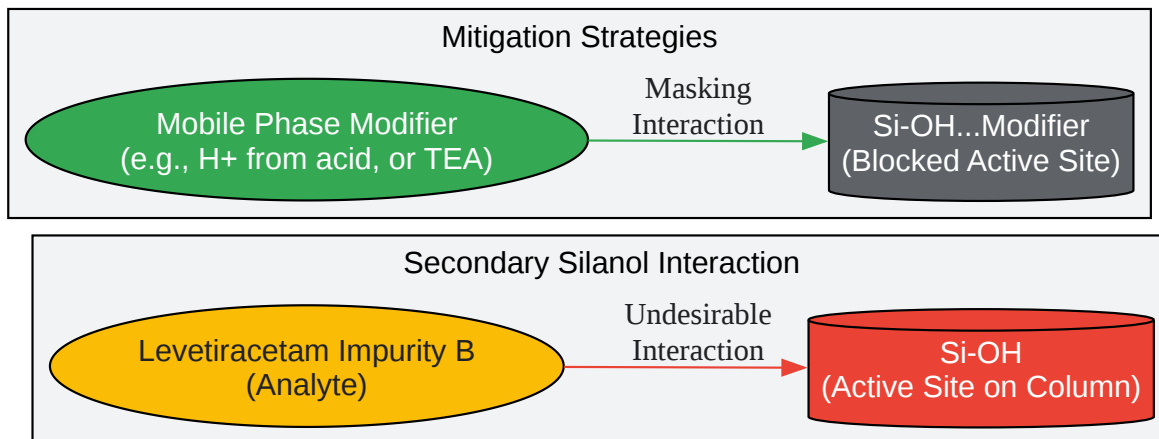 Mitigation Strategies
Mobile Phase Modifier
(e.g., H+ from acid, or TEA)
Masking
Interaction
Si-OH...Modifier
(Blocked Active Site)
Secondary Silanol Interaction
Levetiracetam Impurity B
(Analyte)
Undesirable
Interaction
Si-OH
(Active Site on Column)